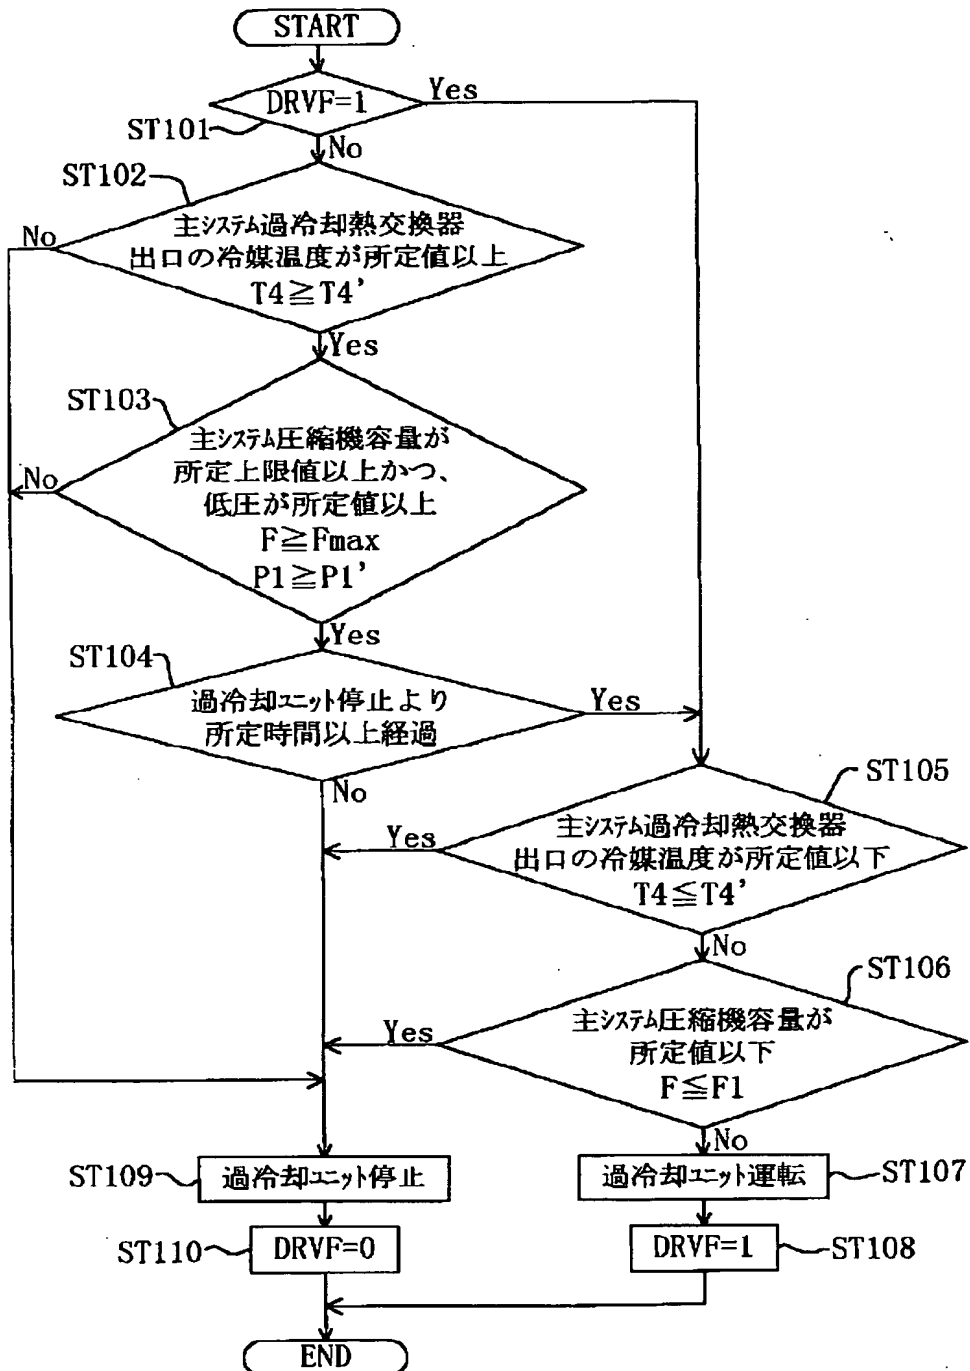 START
DRVF=1
Yes
ST101
No
ST102
主システム過冷却熱交換器
出口の冷媒温度が所定値以上
T4≧T4'
No
Yes
ST103
主システム圧縮機容量が
所定上限値以上かつ、
低圧が所定値以上
F≧Fmax
P1≧P1'
No
Yes
ST104
過冷却ユニット停止より
所定時間以上経過
Yes
No
ST105
主システム過冷却熱交換器
出口の冷媒温度が所定値以下
T4≦T4'
Yes
No
ST106
主システム圧縮機容量が
所定値以下
F≦F1
Yes
No
ST109
過冷却ユニット停止
過冷却ユニット運転
ST107
ST110
DRVF=0
DRVF=1
ST108
END